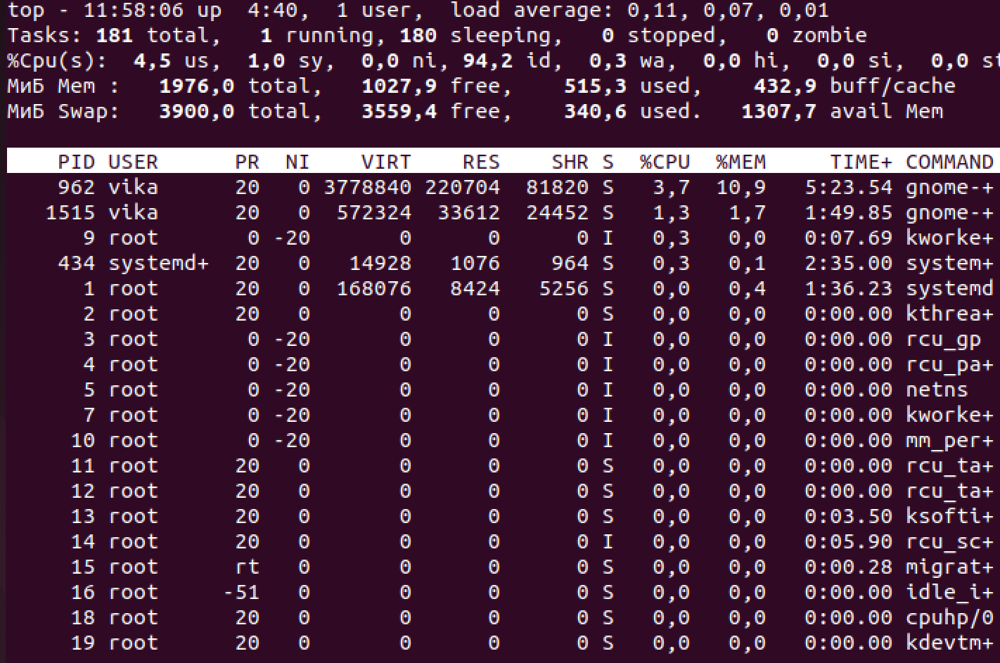 top - 11:58:06 up  4:40,  1 user,  load average: 0,11, 0,07, 0,01
Tasks: 181 total,   1 running, 180 sleeping,   0 stopped,   0 zombie
%Cpu(s):  4,5 us,  1,0 sy,  0,0 ni, 94,2 id,  0,3 wa,  0,0 hi,  0,0 si,  0,0 st
МиБ Mem :   1976,0 total,   1027,9 free,    515,3 used,    432,9 buff/cache
МиБ Swap:   3900,0 total,   3559,4 free,    340,6 used.   1307,7 avail Mem
PID USER      PR  NI    VIRT    RES    SHR S  %CPU  %MEM     TIME+ COMMAND
962 vika      20   0 3778840 220704  81820 S   3,7  10,9   5:23.54 gnome-+
1515 vika      20   0  572324  33612  24452 S   1,3   1,7   1:49.85 gnome-+
9 root       0 -20       0      0      0 I   0,3   0,0   0:07.69 kworke+
434 systemd+  20   0   14928   1076    964 S   0,3   0,1   2:35.00 system+
1 root      20   0  168076   8424   5256 S   0,0   0,4   1:36.23 systemd
2 root      20   0       0      0      0 S   0,0   0,0   0:00.00 kthrea+
3 root       0 -20       0      0      0 I   0,0   0,0   0:00.00 rcu_gp
4 root       0 -20       0      0      0 I   0,0   0,0   0:00.00 rcu_pa+
5 root       0 -20       0      0      0 I   0,0   0,0   0:00.00 netns
7 root       0 -20       0      0      0 I   0,0   0,0   0:00.00 kworke+
10 root       0 -20       0      0      0 I   0,0   0,0   0:00.00 mm_per+
11 root      20   0       0      0      0 S   0,0   0,0   0:00.00 rcu_ta+
12 root      20   0       0      0      0 S   0,0   0,0   0:00.00 rcu_ta+
13 root      20   0       0      0      0 S   0,0   0,0   0:03.50 ksofti+
14 root      20   0       0      0      0 I   0,0   0,0   0:05.90 rcu_sc+
15 root      rt   0       0      0      0 S   0,0   0,0   0:00.28 migrat+
16 root     -51   0       0      0      0 S   0,0   0,0   0:00.00 idle_i+
18 root      20   0       0      0      0 S   0,0   0,0   0:00.00 cpuhp/0
19 root      20   0       0      0      0 S   0,0   0,0   0:00.00 kdevtm+